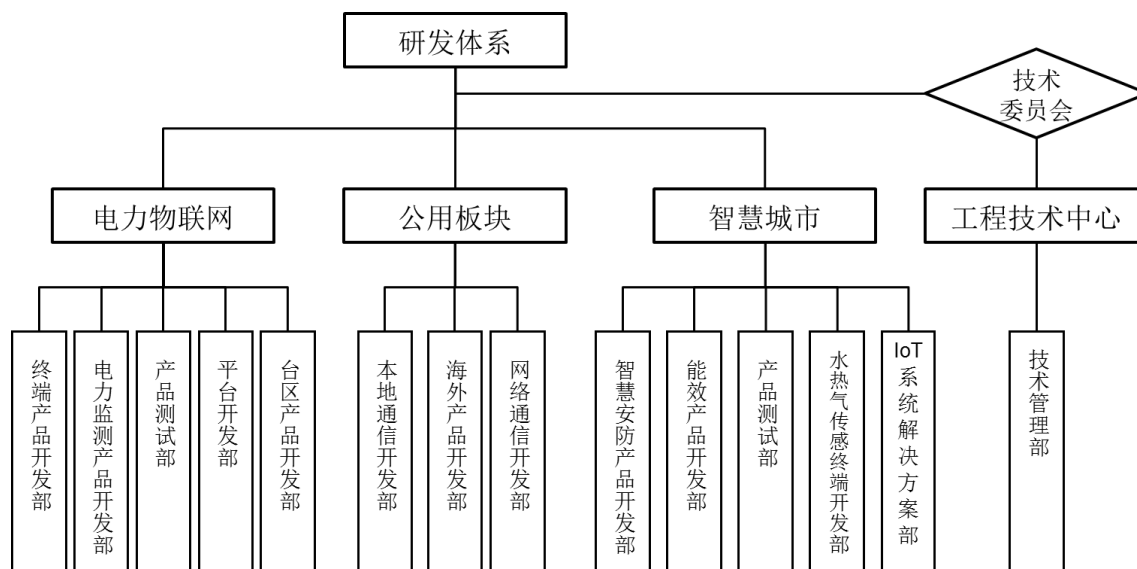 研发体系
技术
委员会
电力物联网
公用板块
智慧城市
工程技术中心
终端产品开发部
电力监测产品开发部
产品测试部
平台开发部
台区产品开发部
本地通信开发部
海外产品开发部
网络通信开发部
智慧安防产品开发部
能效产品开发部
产品测试部
水热气传感终端开发部
IoT系统解决方案部
技术管理部